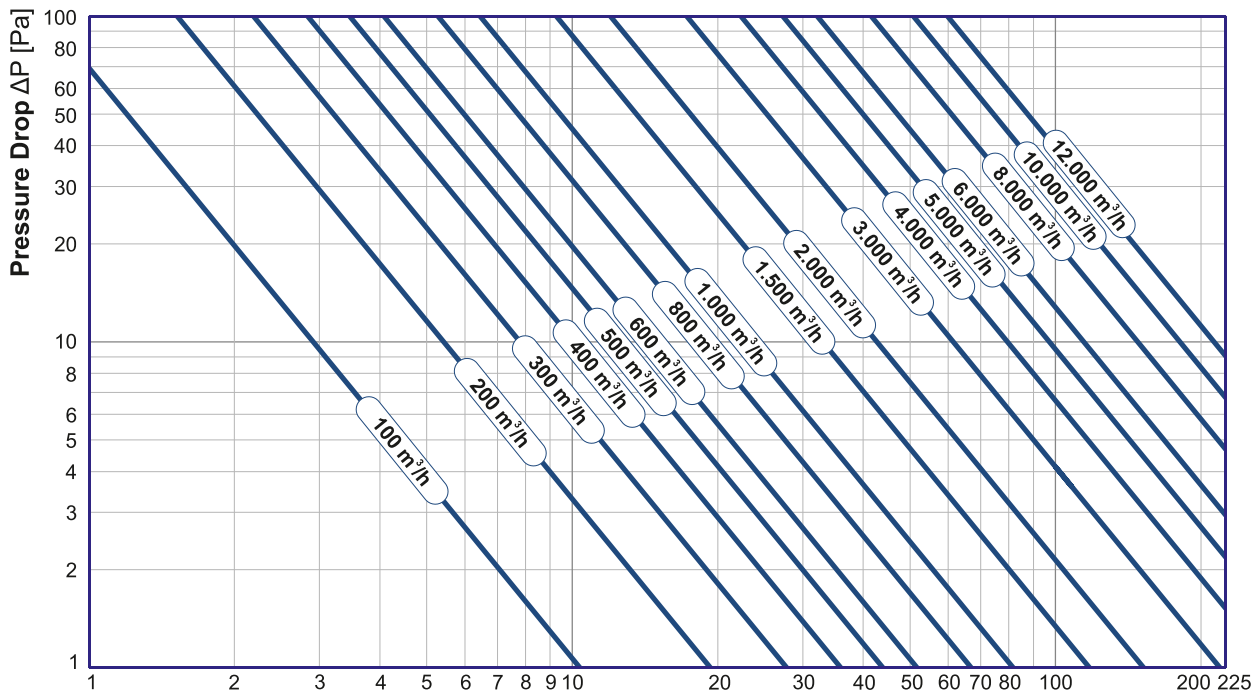 Pressure Drop ΔP [Pa]
100
80
60
50
40
30
20
10
8
6
5
4
3
2
1
100 m³/h
200 m³/h
300 m³/h
400 m³/h
500 m³/h
600 m³/h
800 m³/h
1.000 m³/h
1.500 m³/h
2.000 m³/h
3.000 m³/h
4.000 m³/h
5.000 m³/h
6.000 m³/h
8.000 m³/h
10.000 m³/h
12.000 m³/h
1 2 3 4 5 6 7 8 9 10 20 30 40 50 60 70 80 100 200 225